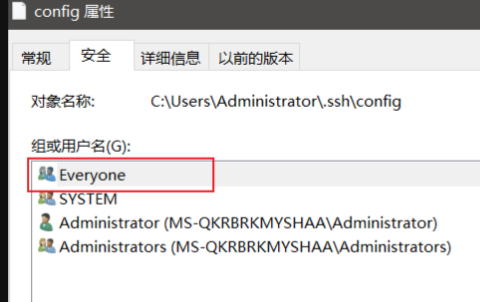 config 属性
常规 安全 详细信息 以前的版本
对象名称: C:\Users\Administrator\.ssh\config
组或用户名(G):
Everyone
SYSTEM
Administrator (MS-QKRBRKMYSHAA\Administrator)
Administrators (MS-QKRBRKMYSHAA\Administrators)